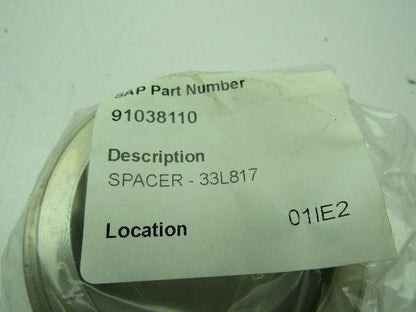 SAP Part Number
91038110
Description
SPACER - 33L817
Location 01IE2